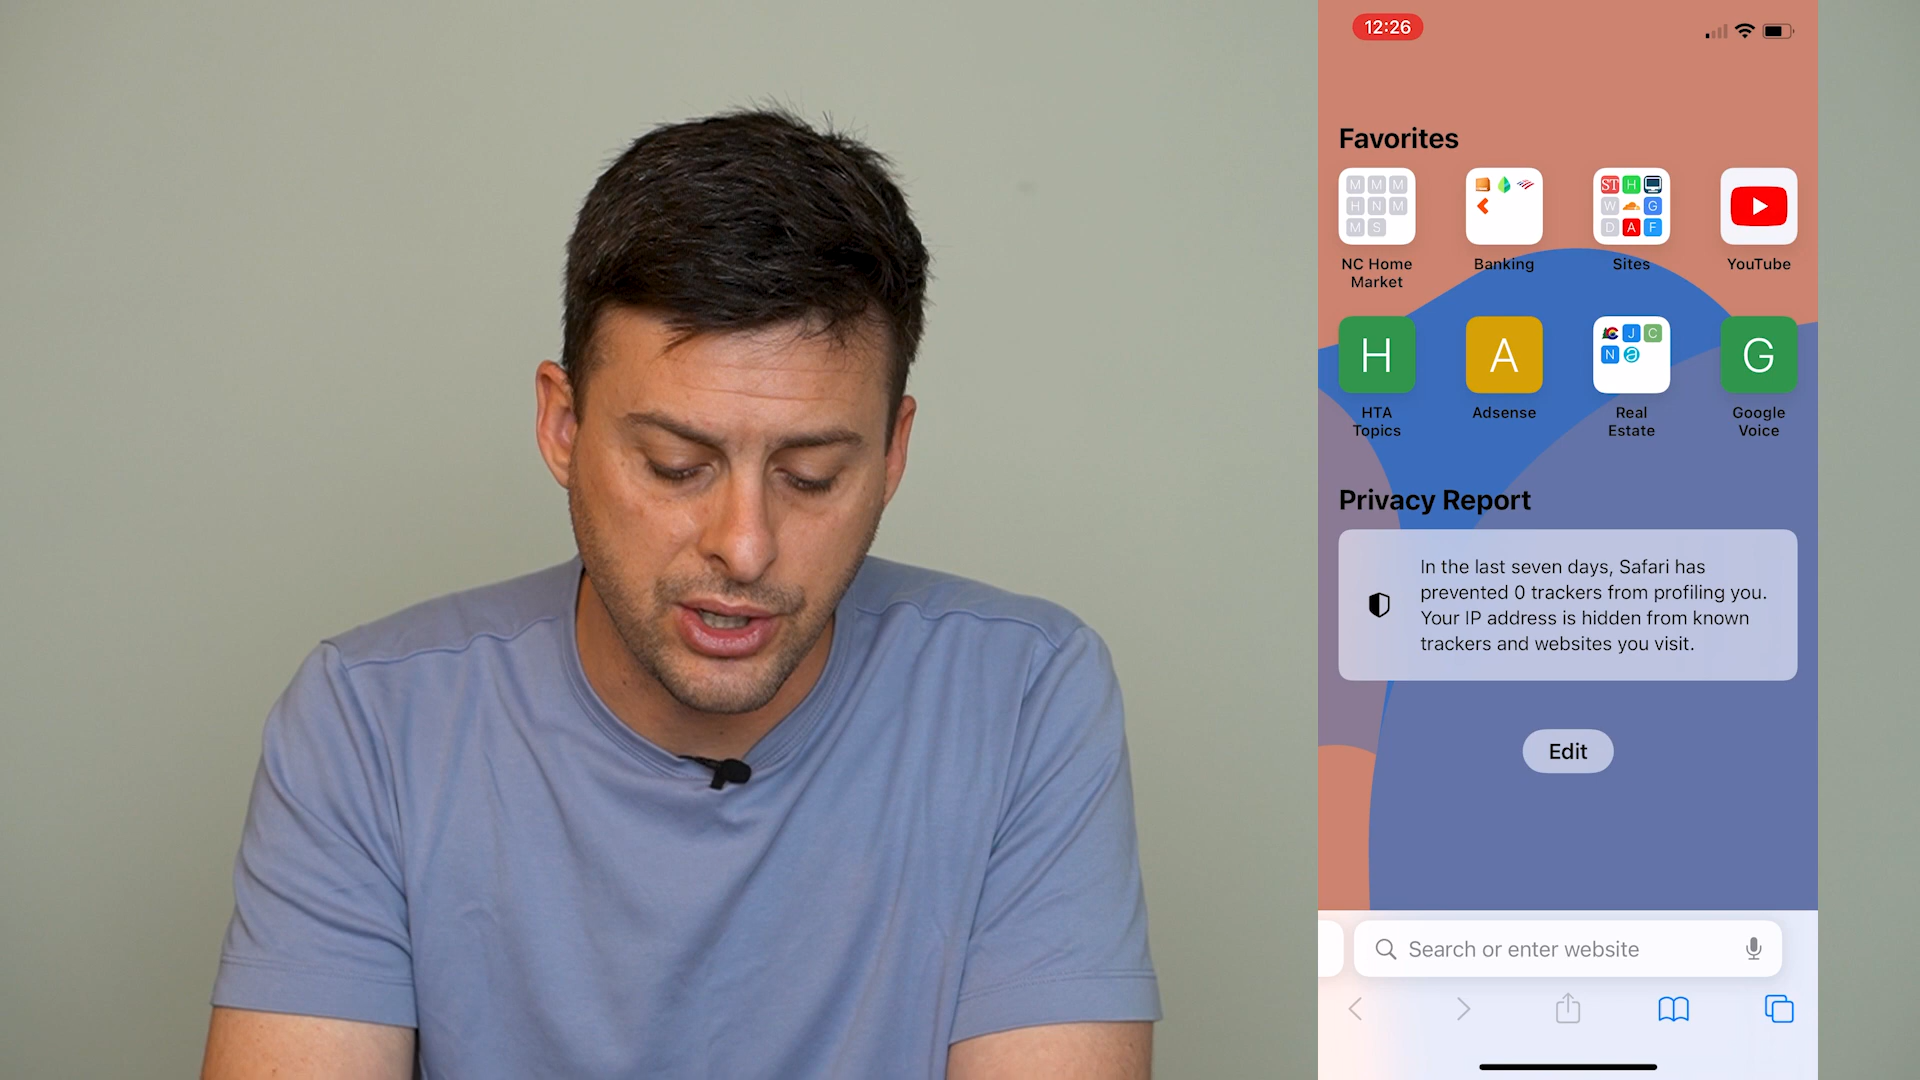 12:26
Favorites
M M M
H N M
M S
ST H
W G
D A F
NC Home
Market
Banking
Sites
YouTube
H
A
J C
N a
G
HTA
Topics
Adsense
Real
Estate
Google
Voice
Privacy Report
In the last seven days, Safari has
prevented 0 trackers from profiling you.
Your IP address is hidden from known
trackers and websites you visit.
Edit
Search or enter website